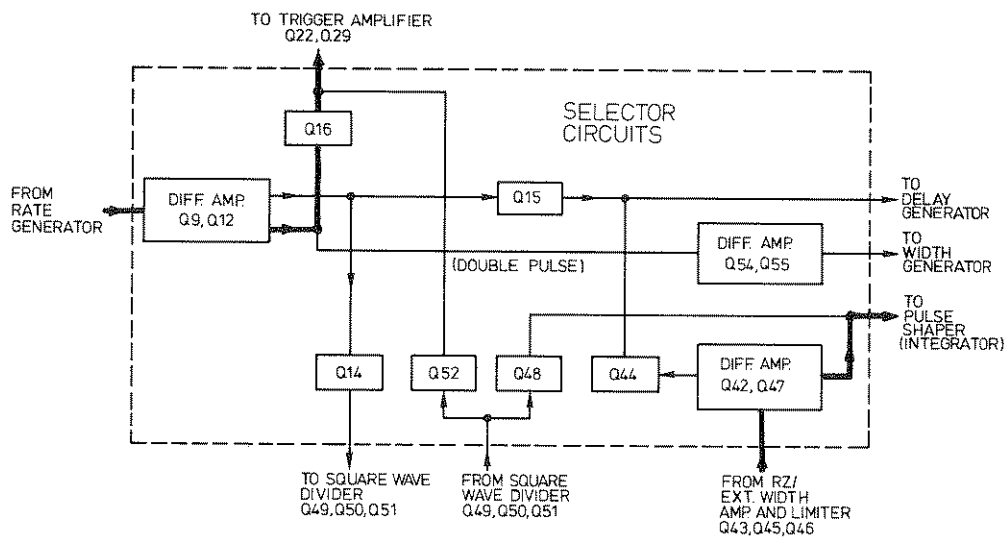 TO TRIGGER AMPLIFIER
Q22, Q29
SELECTOR
CIRCUITS
Q16
FROM
RATE
GENERATOR
DIFF. AMP.
Q9, Q12
Q15
TO
DELAY
GENERATOR
DIFF. AMP.
Q54, Q55
TO
WIDTH
GENERATOR
(DOUBLE PULSE)
TO
PULSE
SHAPER
(INTEGRATOR)
Q14
Q52
Q48
Q44
DIFF. AMP.
Q42, Q47
TO SQUARE WAVE
DIVIDER
Q49, Q50, Q51
FROM SQUARE
WAVE DIVIDER
Q49, Q50, Q51
FROM RZ/
EXT. WIDTH
AMP. AND LIMITER
Q43, Q45, Q46